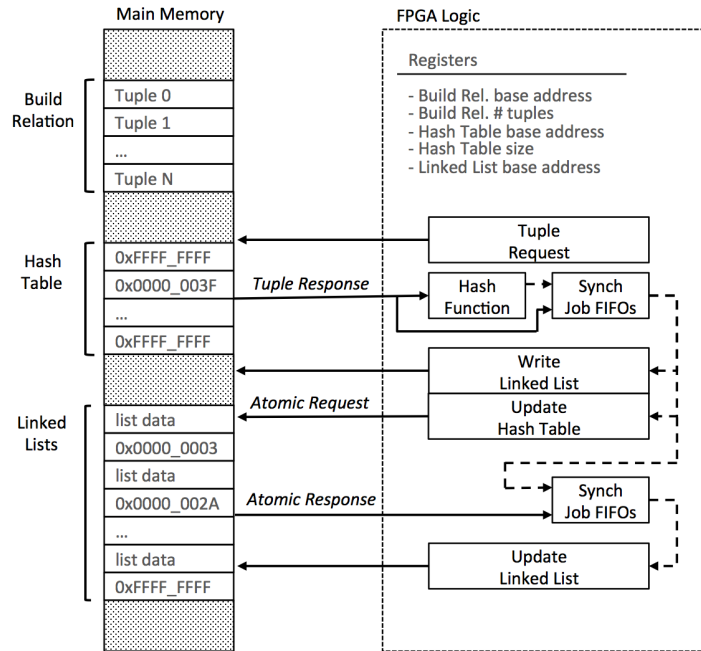 Main Memory
FPGA Logic
Build
Relation
Tuple 0
Tuple 1
...
Tuple N
Registers
- Build Rel. base address
- Build Rel. # tuples
- Hash Table base address
- Hash Table size
- Linked List base address
Hash
Table
0xFFFF_FFFF
0x0000_003F
...
0xFFFF_FFFF
Tuple
Request
Tuple Response
Hash
Function
Synch
Job FIFOs
Write
Linked List
Atomic Request
Update
Hash Table
Linked
Lists
list data
0x0000_0003
list data
0x0000_002A
...
list data
0xFFFF_FFFF
Atomic Response
Synch
Job FIFOs
Update
Linked List